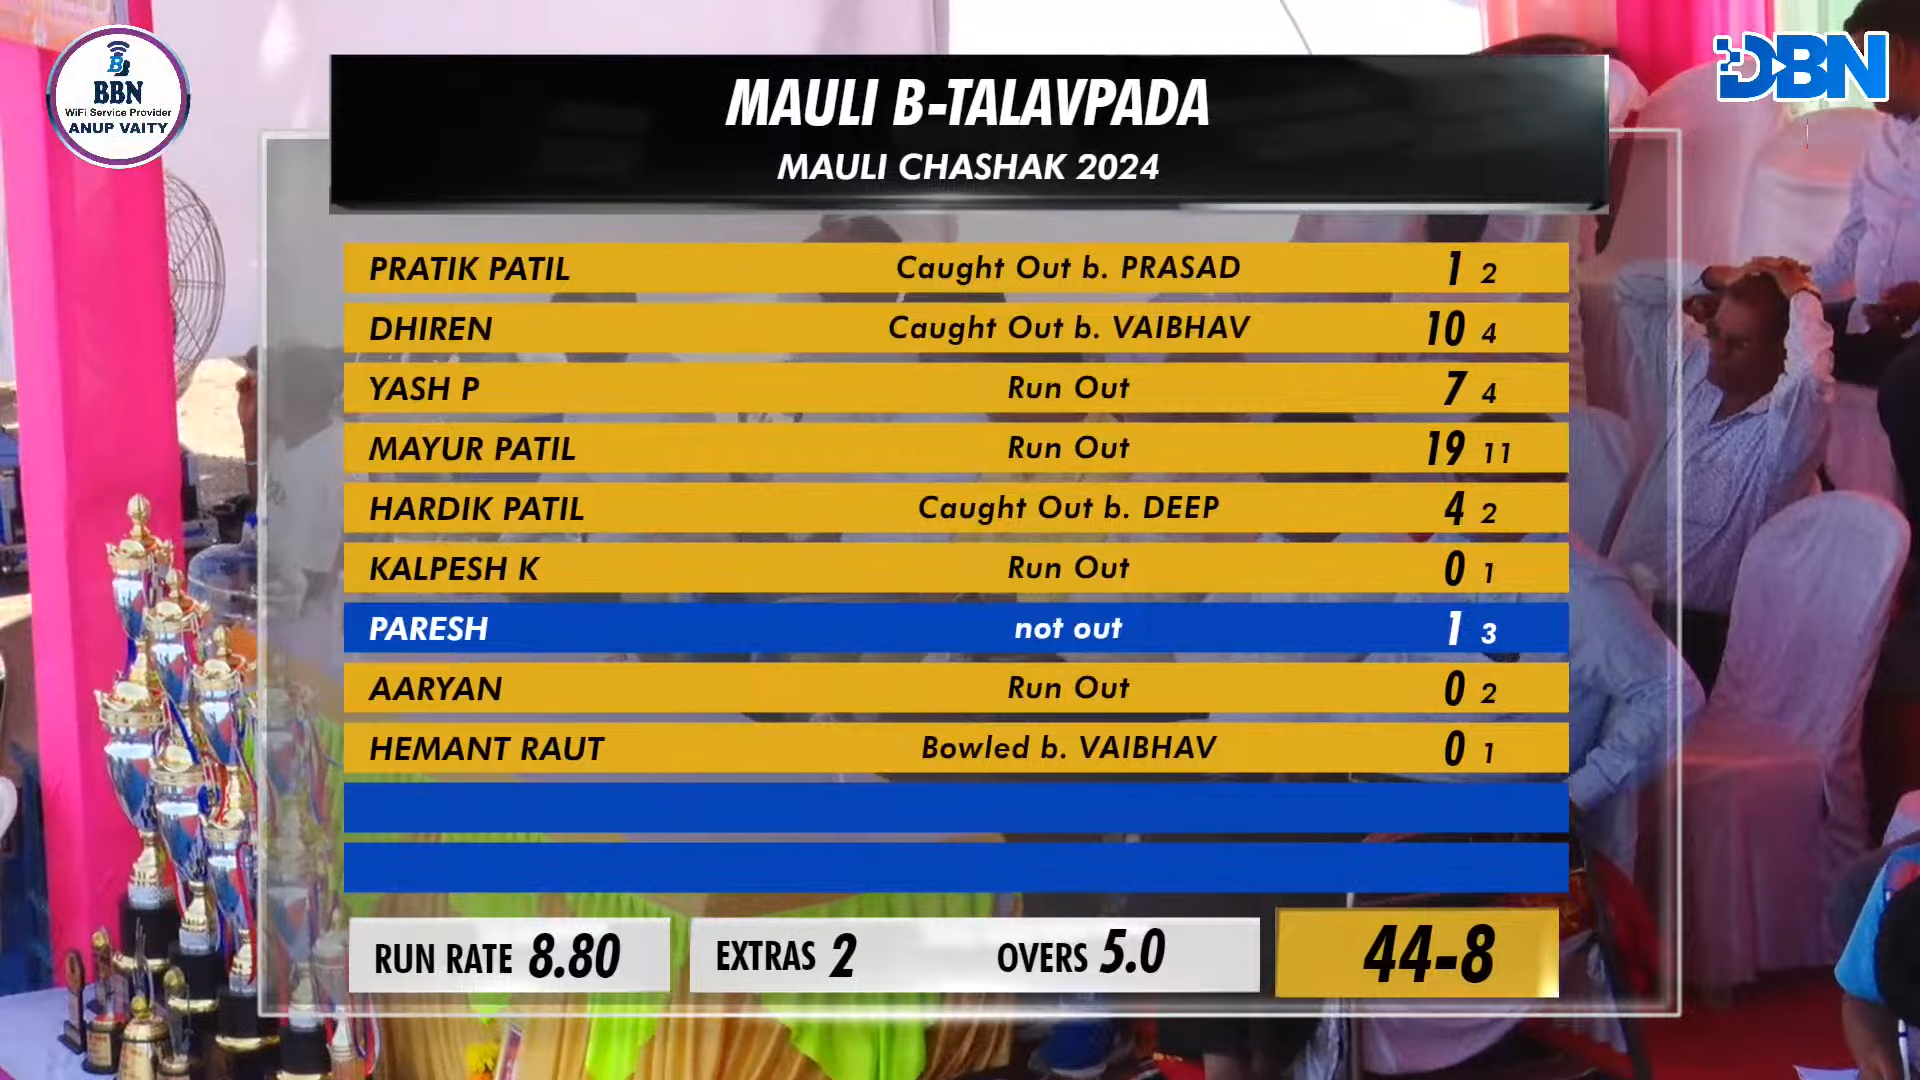 BBN
WiFi Service Provider
ANUP VAITY
DBN
MAULI B-TALAVPADA
MAULI CHASHAK 2024
PRATIK PATIL Caught Out b. PRASAD 1 2
DHIREN Caught Out b. VAIBHAV 10 4
YASH P Run Out 7 4
MAYUR PATIL Run Out 19 11
HARDIK PATIL Caught Out b. DEEP 4 2
KALPESH K Run Out 0 1
PARESH not out 1 3
AARYAN Run Out 0 2
HEMANT RAUT Bowled b. VAIBHAV 0 1
RUN RATE 8.80 EXTRAS 2 OVERS 5.0 44-8